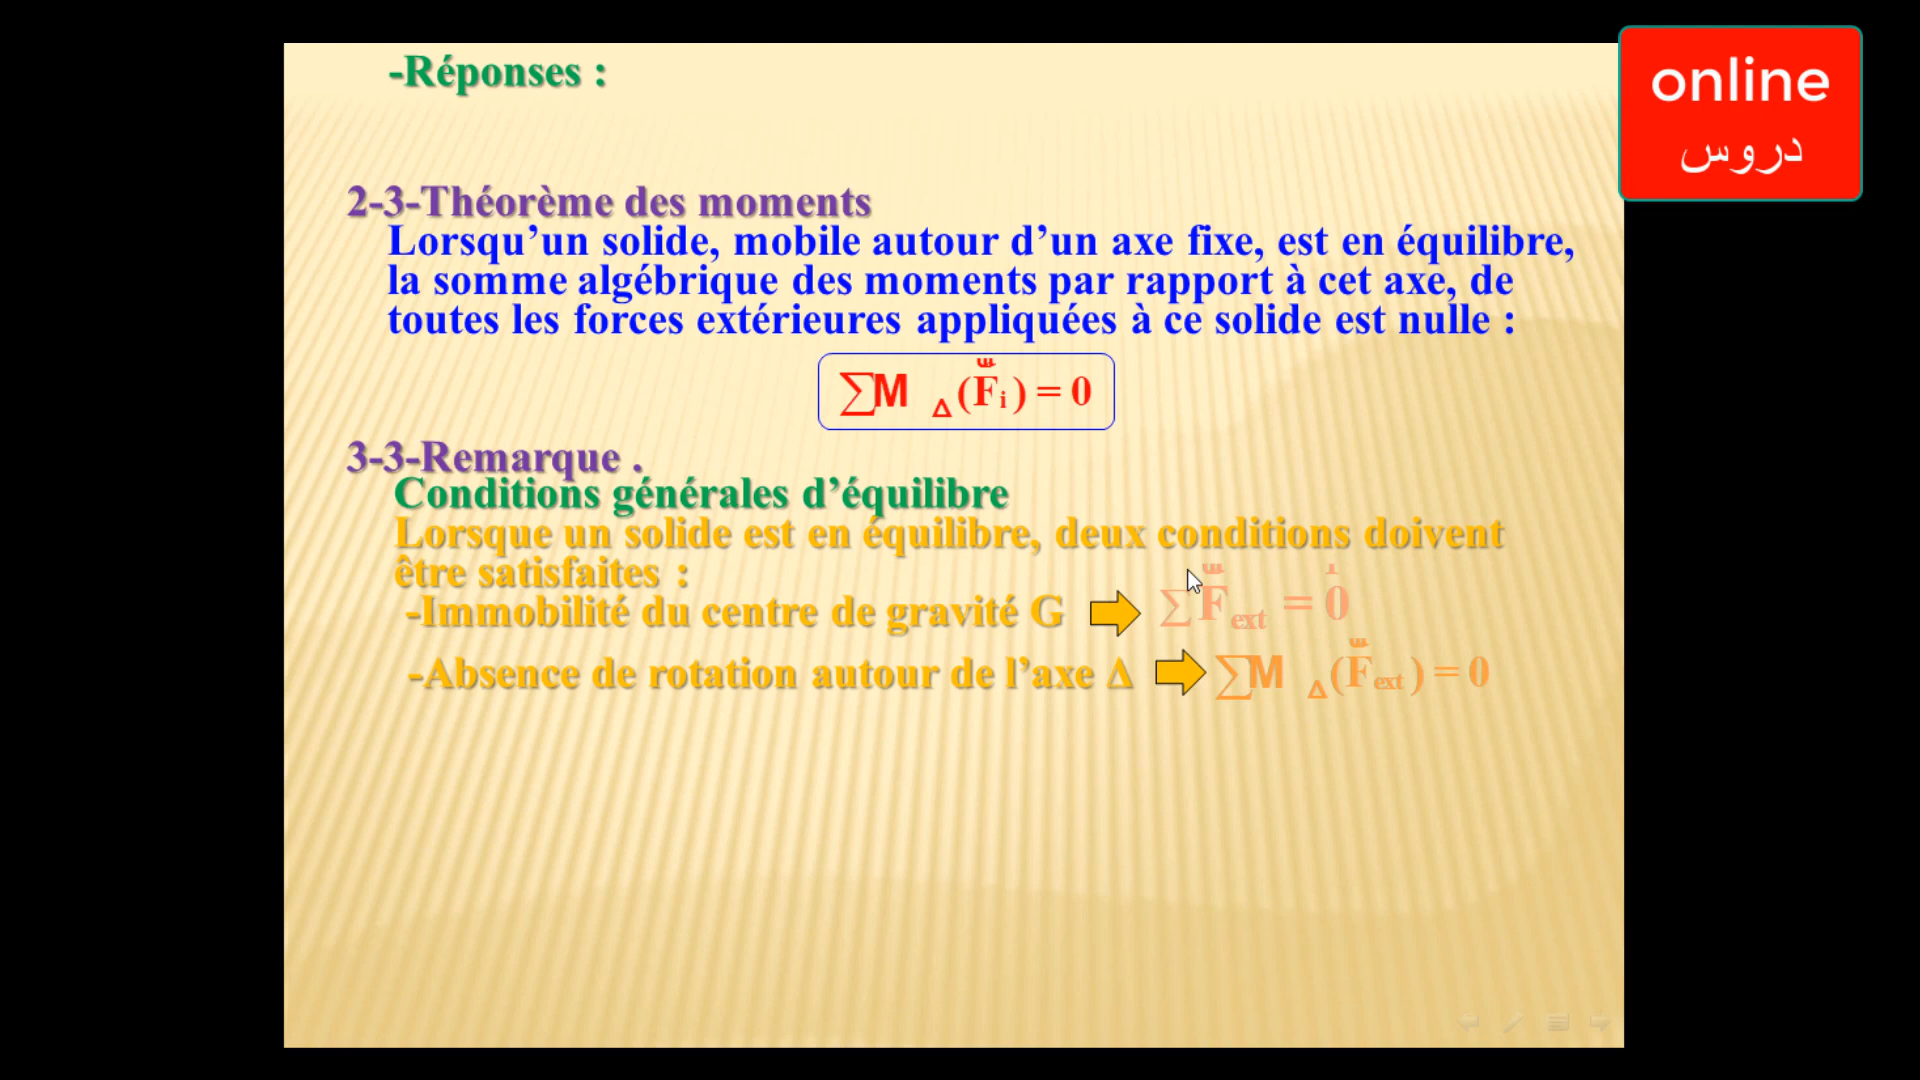 -Réponses :
online
دروس
2-3-Théorème des moments
Lorsqu’un solide, mobile autour d’un axe fixe, est en équilibre,
la somme algébrique des moments par rapport à cet axe, de
toutes les forces extérieures appliquées à ce solide est nulle :
∑M Δ (Fi) = 0
3-3-Remarque .
Conditions générales d’équilibre
Lorsque un solide est en équilibre, deux conditions doivent
être satisfaites :
-Immobilité du centre de gravité G ∑Fext = 0
-Absence de rotation autour de l’axe Δ ∑M Δ (Fext) = 0